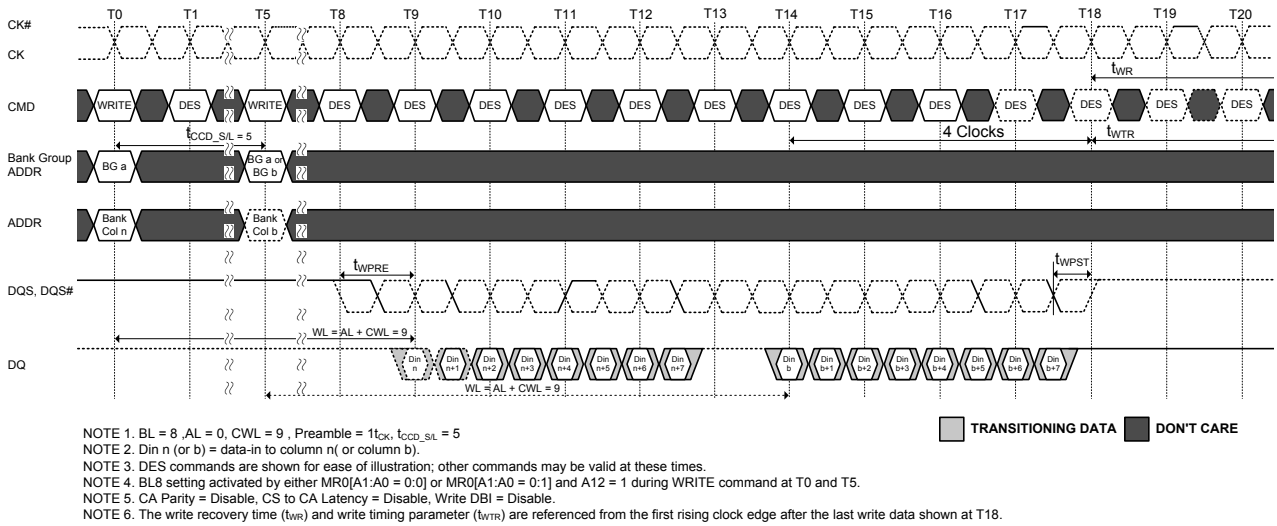 T0 T1 T5 T8 T9 T10 T11 T12 T13 T14 T15 T16 T17 T18 T19 T20
CK#
CK
tWR
CMD
WRITE DES WRITE DES DES DES DES DES DES DES DES DES DES DES DES DES
tCCD_S/L = 5
4 Clocks
tWTR
Bank Group
ADDR
BG a
BG a or
BG b
ADDR
Bank
Col n
Bank
Col b
tWPRE
tWPST
DQS, DQS#
WL = AL + CWL = 9
DQ
Din n Din n+1 Din n+2 Din n+3 Din n+4 Din n+5 Din n+6 Din n+7 Din b Din b+1 Din b+2 Din b+3 Din b+4 Din b+5 Din b+6 Din b+7
WL = AL + CWL = 9
TRANSITIONING DATA DON'T CARE
NOTE 1. BL = 8 ,AL = 0, CWL = 9 , Preamble = 1tCK, tCCD_S/L = 5
NOTE 2. Din n (or b) = data-in to column n( or column b).
NOTE 3. DES commands are shown for ease of illustration; other commands may be valid at these times.
NOTE 4. BL8 setting activated by either MR0[A1:A0 = 0:0] or MR0[A1:A0 = 0:1] and A12 = 1 during WRITE command at T0 and T5.
NOTE 5. CA Parity = Disable, CS to CA Latency = Disable, Write DBI = Disable.
NOTE 6. The write recovery time (tWR) and write timing parameter (tWTR) are referenced from the first rising clock edge after the last write data shown at T18.